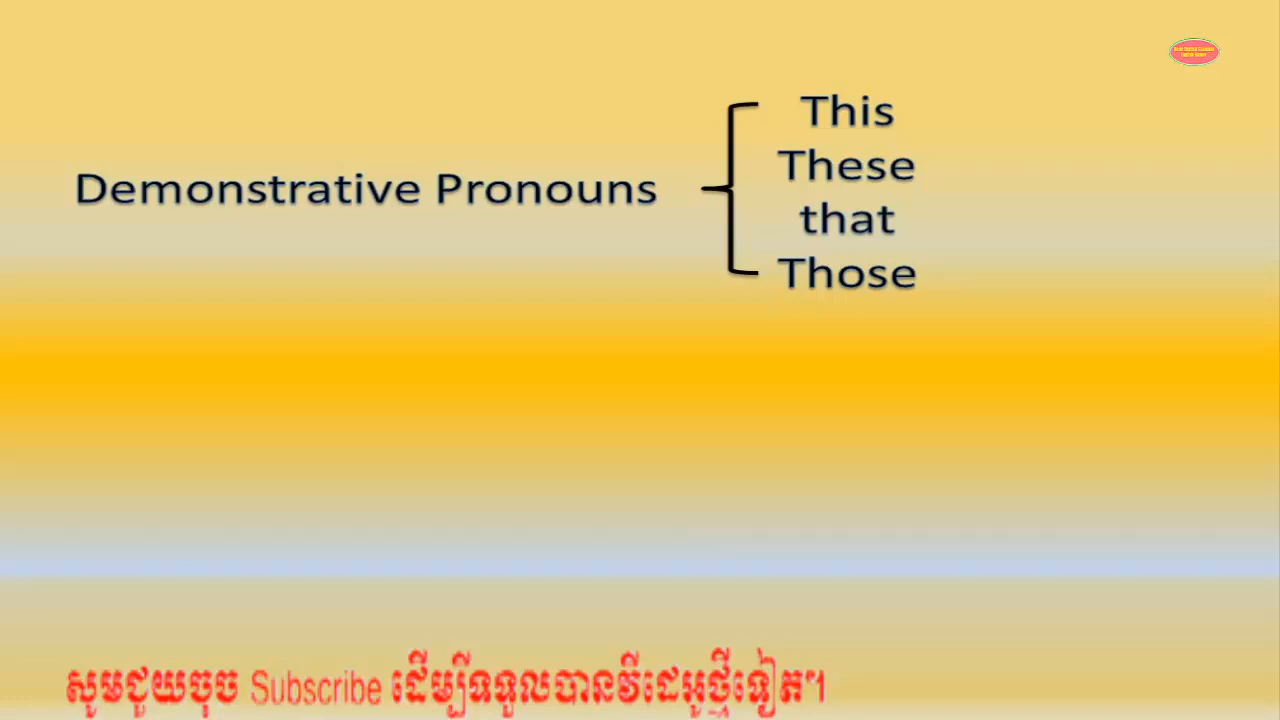 Demonstrative Pronouns
This
These
that
Those
សូមជួយចុច Subscribe ដើម្បីទទួលបានវីដេអូថ្មីទៀត។